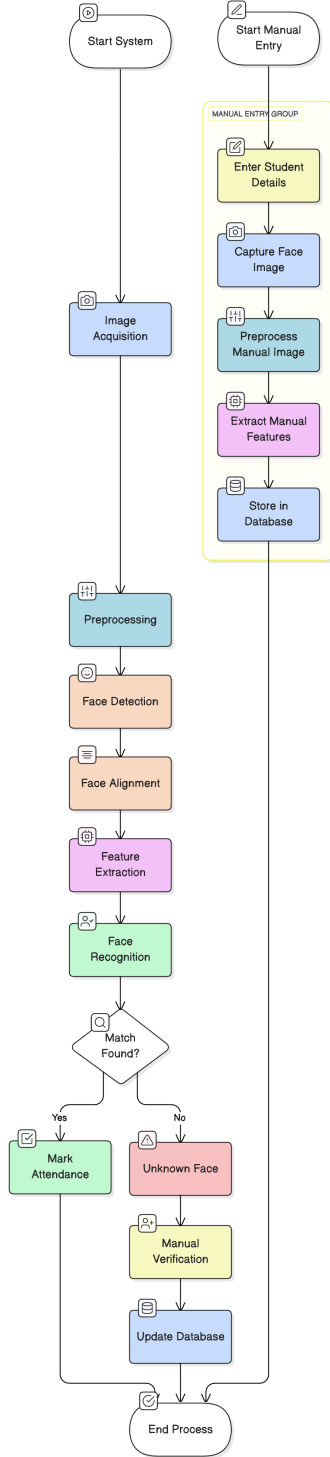 Start System
Start Manual
Entry
MANUAL ENTRY GROUP
Enter Student
Details
Capture Face
Image
Image
Acquisition
Preprocess
Manual Image
Extract Manual
Features
Store in
Database
Preprocessing
Face Detection
Face Alignment
Feature
Extraction
Face
Recognition
Match
Found?
Yes
No
Mark
Attendance
Unknown Face
Manual
Verification
Update Database
End Process